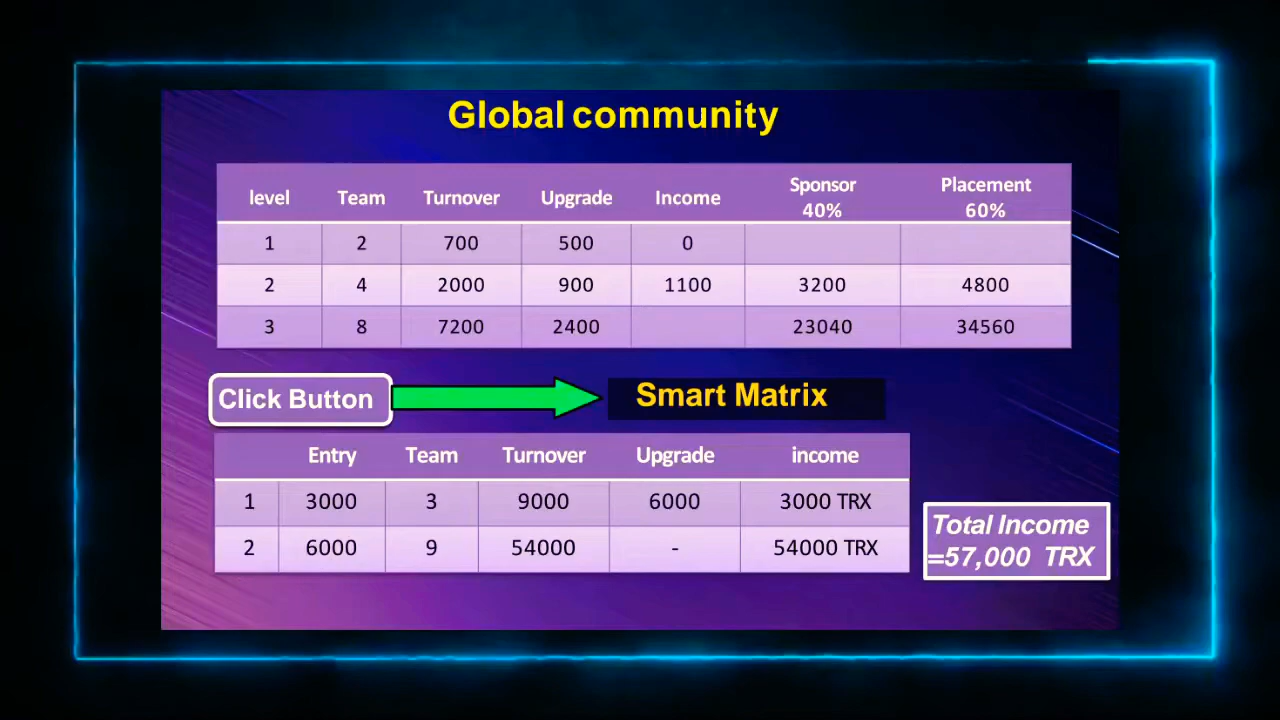 Global community
level Team Turnover Upgrade Income Sponsor 40% Placement 60%
1 2 700 500 0
2 4 2000 900 1100 3200 4800
3 8 7200 2400 23040 34560
Click Button Smart Matrix
Entry Team Turnover Upgrade income
1 3000 3 9000 6000 3000 TRX
2 6000 9 54000 - 54000 TRX
Total Income
=57,000 TRX